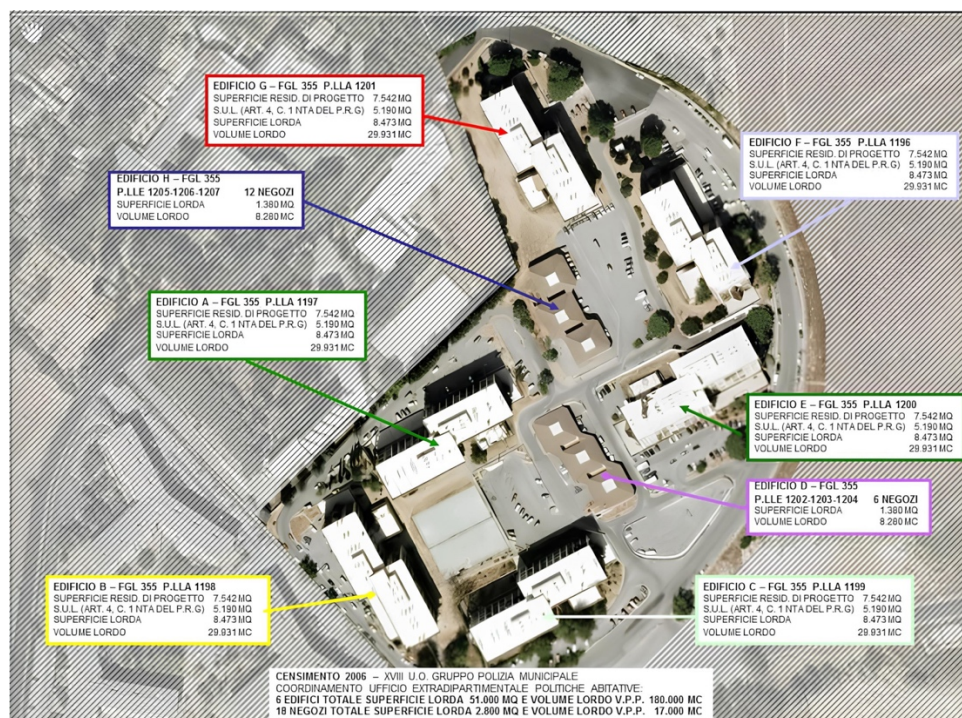 EDIFICIO G – FGL 355 P.LLA 1201
SUPERFICIE RESID. DI PROGETTO 7.542 MQ
S.U.L. (ART. 4, C. 1 NTA DEL P.R.G) 5.190 MQ
SUPERFICIE LORDA 8.473 MQ
VOLUME LORDO 29.931 MC
EDIFICIO F – FGL 355 P.LLA 1196
SUPERFICIE RESID. DI PROGETTO 7.542 MQ
S.U.L. (ART. 4, C. 1 NTA DEL P.R.G) 5.190 MQ
SUPERFICIE LORDA 8.473 MQ
VOLUME LORDO 29.931 MC
EDIFICIO H – FGL 355
P.LLE 1205-1206-1207 12 NEGOZI
SUPERFICIE LORDA 1.380 MQ
VOLUME LORDO 8.280 MC
EDIFICIO A – FGL 355 P.LLA 1197
SUPERFICIE RESID. DI PROGETTO 7.542 MQ
S.U.L. (ART. 4, C. 1 NTA DEL P.R.G) 5.190 MQ
SUPERFICIE LORDA 8.473 MQ
VOLUME LORDO 29.931 MC
EDIFICIO E – FGL 355 P.LLA 1200
SUPERFICIE RESID. DI PROGETTO 7.542 MQ
S.U.L. (ART. 4, C. 1 NTA DEL P.R.G) 5.190 MQ
SUPERFICIE LORDA 8.473 MQ
VOLUME LORDO 29.931 MC
EDIFICIO D – FGL 355
P.LLE 1202-1203-1204 6 NEGOZI
SUPERFICIE LORDA 1.380 MQ
VOLUME LORDO 8.280 MC
EDIFICIO B – FGL 355 P.LLA 1198
SUPERFICIE RESID. DI PROGETTO 7.542 MQ
S.U.L. (ART. 4, C. 1 NTA DEL P.R.G) 5.190 MQ
SUPERFICIE LORDA 8.473 MQ
VOLUME LORDO 29.931 MC
EDIFICIO C – FGL 355 P.LLA 1199
SUPERFICIE RESID. DI PROGETTO 7.542 MQ
S.U.L. (ART. 4, C. 1 NTA DEL P.R.G) 5.190 MQ
SUPERFICIE LORDA 8.473 MQ
VOLUME LORDO 29.931 MC
CENSIMENTO 2006 – XVIII U.O. GRUPPO POLIZIA MUNICIPALE
COORDINAMENTO UFFICIO EXTRADIPARTIMENTALE POLITICHE ABITATIVE:
6 EDIFICI TOTALE SUPERFICIE LORDA 51.000 MQ E VOLUME LORDO V.P.P. 180.000 MC
18 NEGOZI TOTALE SUPERFICIE LORDA 2.800 MQ E VOLUME LORDO V.P.P. 17.000 MC